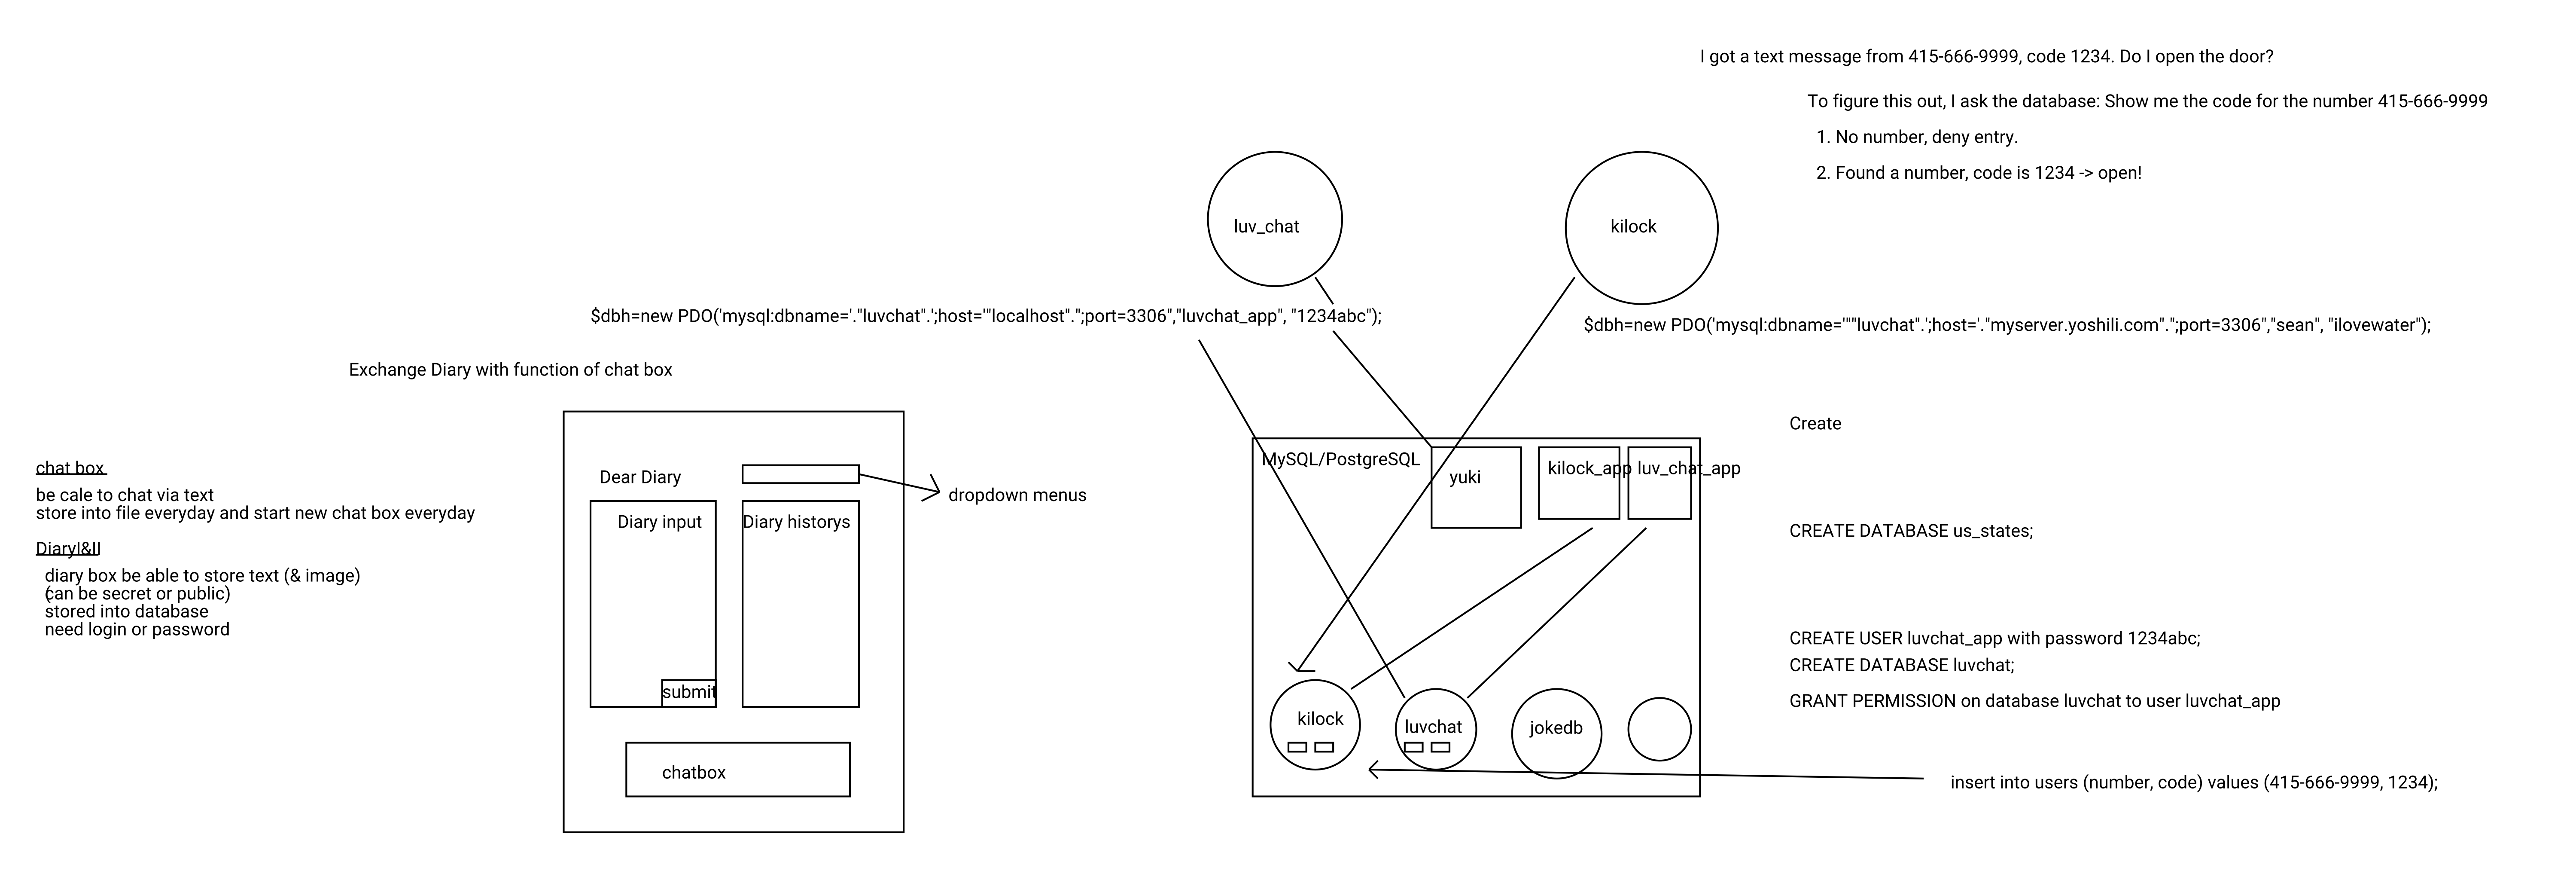 I got a text message from 415-666-9999, code 1234. Do I open the door?
To figure this out, I ask the database: Show me the code for the number 415-666-9999
1. No number, deny entry.
2. Found a number, code is 1234 -> open!
luv_chat
kilock
$dbh=new PDO('mysql:dbname='."luvchat".';host='"localhost".";port=3306","luvchat_app", "1234abc");
$dbh=new PDO('mysql:dbname='"'"luvchat".';host='."myserver.yoshili.com".";port=3306","sean", "ilovewater");
Exchange Diary with function of chat box
chat box
be cale to chat via text
store into file everyday and start new chat box everyday
DiaryI&II
diary box be able to store text (& image)
(can be secret or public)
stored into database
need login or password
Dear Diary
dropdown menus
Diary input
Diary historys
submit
chatbox
MySQL/PostgreSQL
yuki
kilock_app
luv_chat_app
kilock
luvchat
jokedb
Create
CREATE DATABASE us_states;
CREATE USER luvchat_app with password 1234abc;
CREATE DATABASE luvchat;
GRANT PERMISSION on database luvchat to user luvchat_app
insert into users (number, code) values (415-666-9999, 1234);